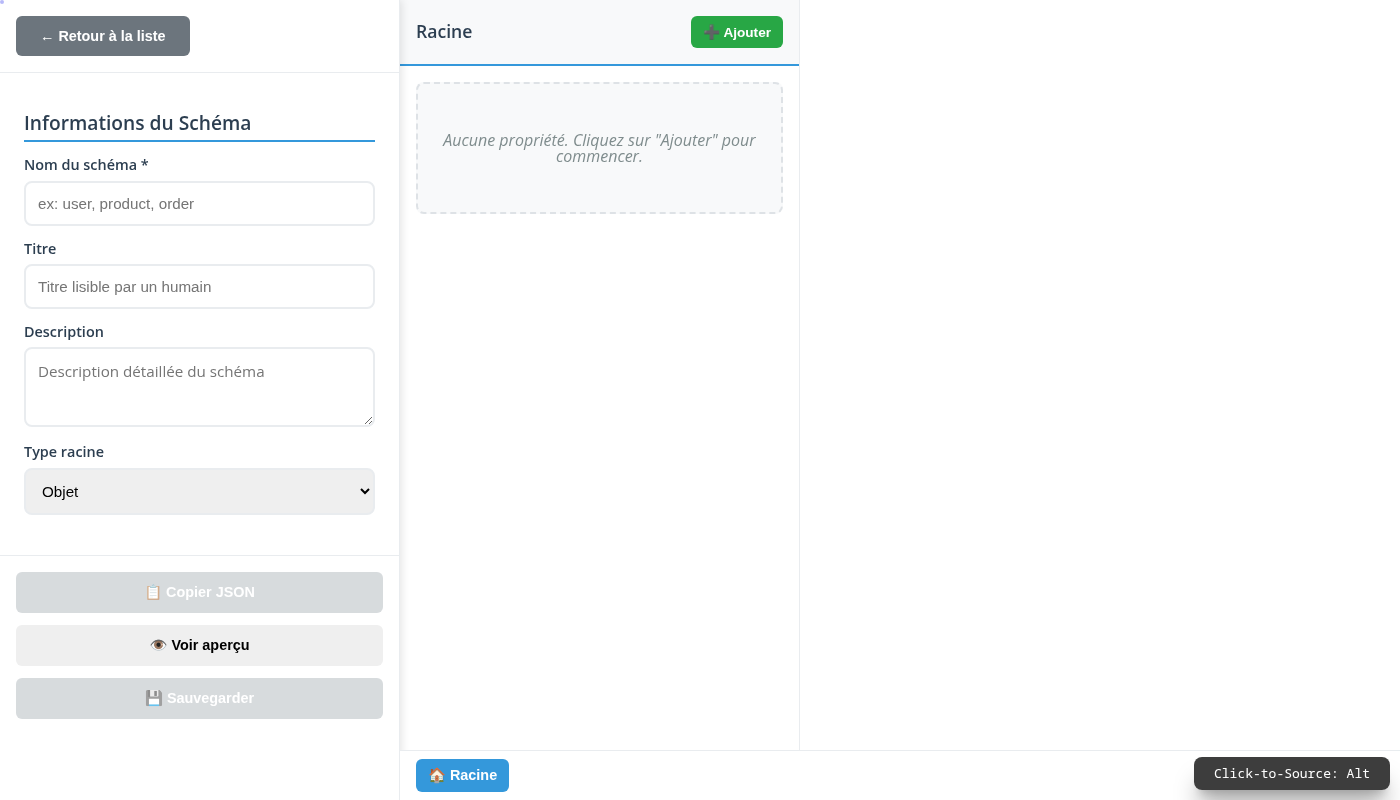 ← Retour à la liste
Informations du Schéma
Nom du schéma *
ex: user, product, order
Titre
Titre lisible par un humain
Description
Description détaillée du schéma
Type racine
Objet
📋 Copier JSON
👁️ Voir aperçu
💾 Sauvegarder
Racine
➕ Ajouter
Aucune propriété. Cliquez sur "Ajouter" pour
commencer.
🏠 Racine
Click-to-Source: Alt